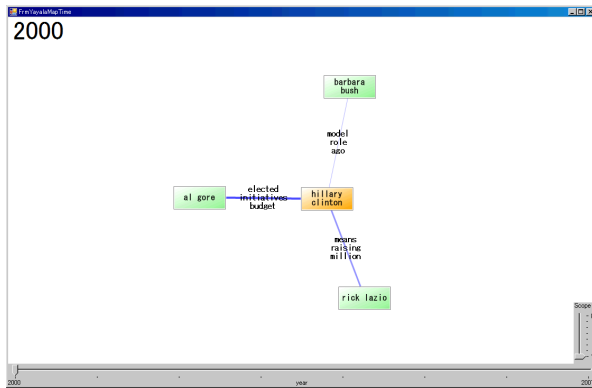 FrmYayalaMapTime
2000
barbara
bush
model
role
ago
al gore
elected
initiatives
budget
hillary
clinton
means
raising
million
rick lazio
Scope
2000
year